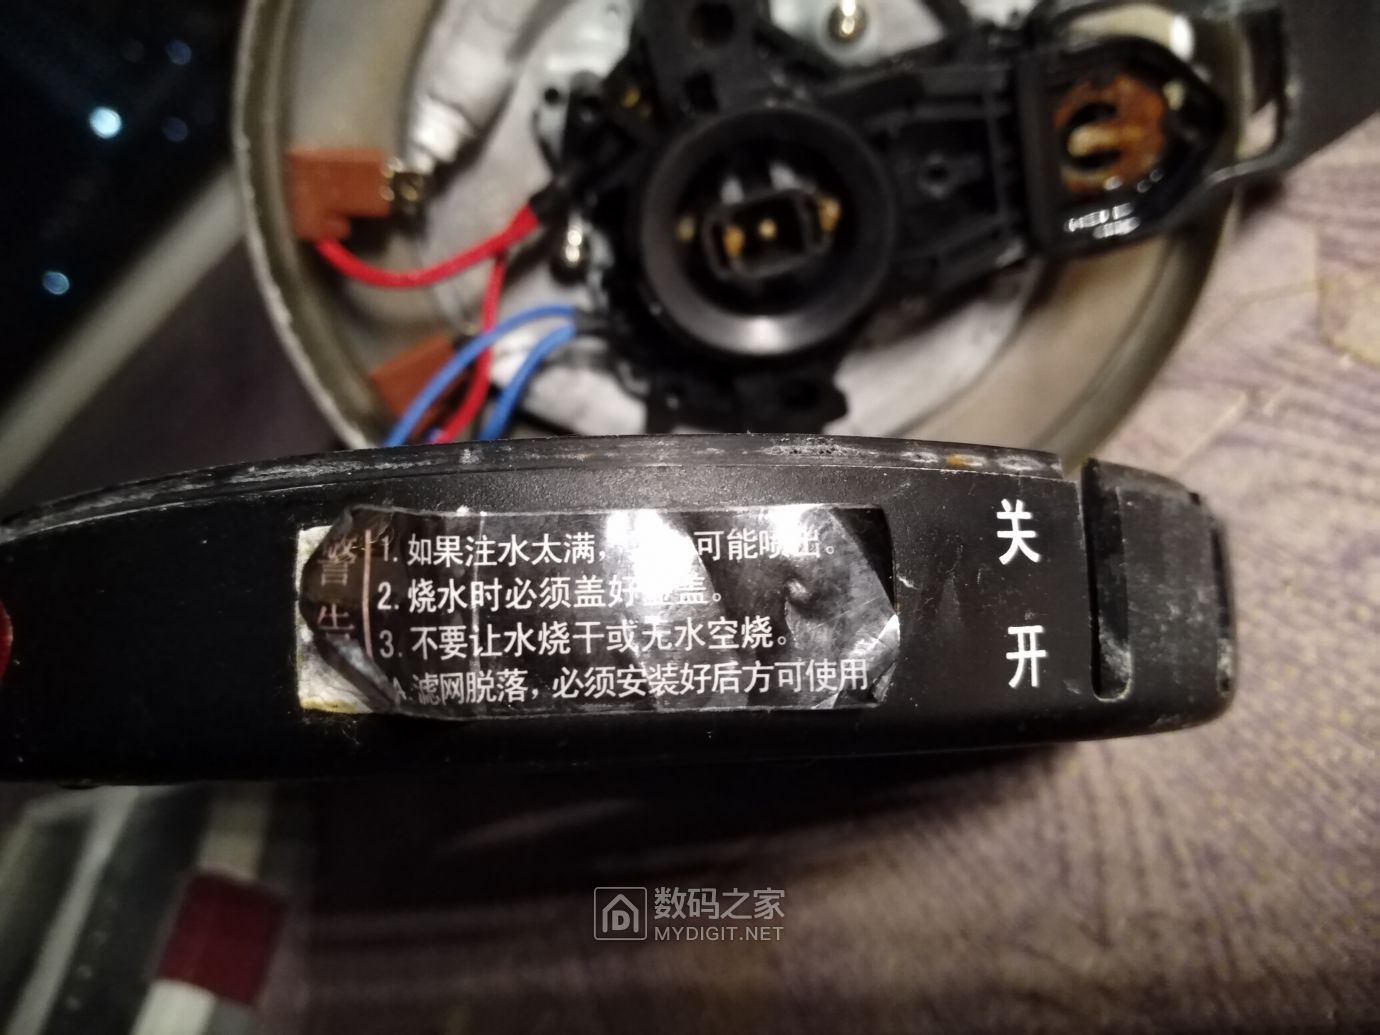 警告
1. 如果注水太满，可能喷出。
2. 烧水时必须盖好盖。
3. 不要让水烧干或无水空烧。
4. 滤网脱落，必须安装好后方可使用
关
开
数码之家
MYDIGIT.NET